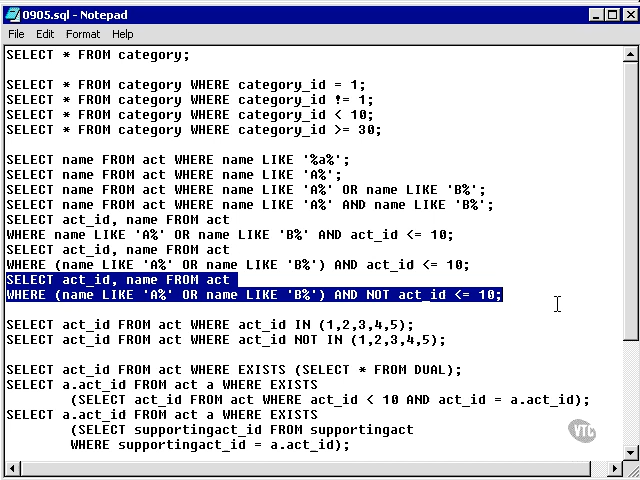 0905.sql - Notepad
File Edit Format Help
SELECT * FROM category;
SELECT * FROM category WHERE category_id = 1;
SELECT * FROM category WHERE category_id != 1;
SELECT * FROM category WHERE category_id < 10;
SELECT * FROM category WHERE category_id >= 30;
SELECT name FROM act WHERE name LIKE '%a%';
SELECT name FROM act WHERE name LIKE 'A%';
SELECT name FROM act WHERE name LIKE 'A%' OR name LIKE 'B%';
SELECT name FROM act WHERE name LIKE 'A%' AND name LIKE 'B%';
SELECT act_id, name FROM act
WHERE name LIKE 'A%' OR name LIKE 'B%' AND act_id <= 10;
SELECT act_id, name FROM act
WHERE (name LIKE 'A%' OR name LIKE 'B%') AND act_id <= 10;
SELECT act_id, name FROM act
WHERE (name LIKE 'A%' OR name LIKE 'B%') AND NOT act_id <= 10;
SELECT act_id FROM act WHERE act_id IN (1,2,3,4,5);
SELECT act_id FROM act WHERE act_id NOT IN (1,2,3,4,5);
SELECT act_id FROM act WHERE EXISTS (SELECT * FROM DUAL);
SELECT a.act_id FROM act a WHERE EXISTS
(SELECT act_id FROM act WHERE act_id < 10 AND act_id = a.act_id);
SELECT a.act_id FROM act a WHERE EXISTS
(SELECT supportingact_id FROM supportingact
WHERE supportingact_id = a.act_id);
VTC